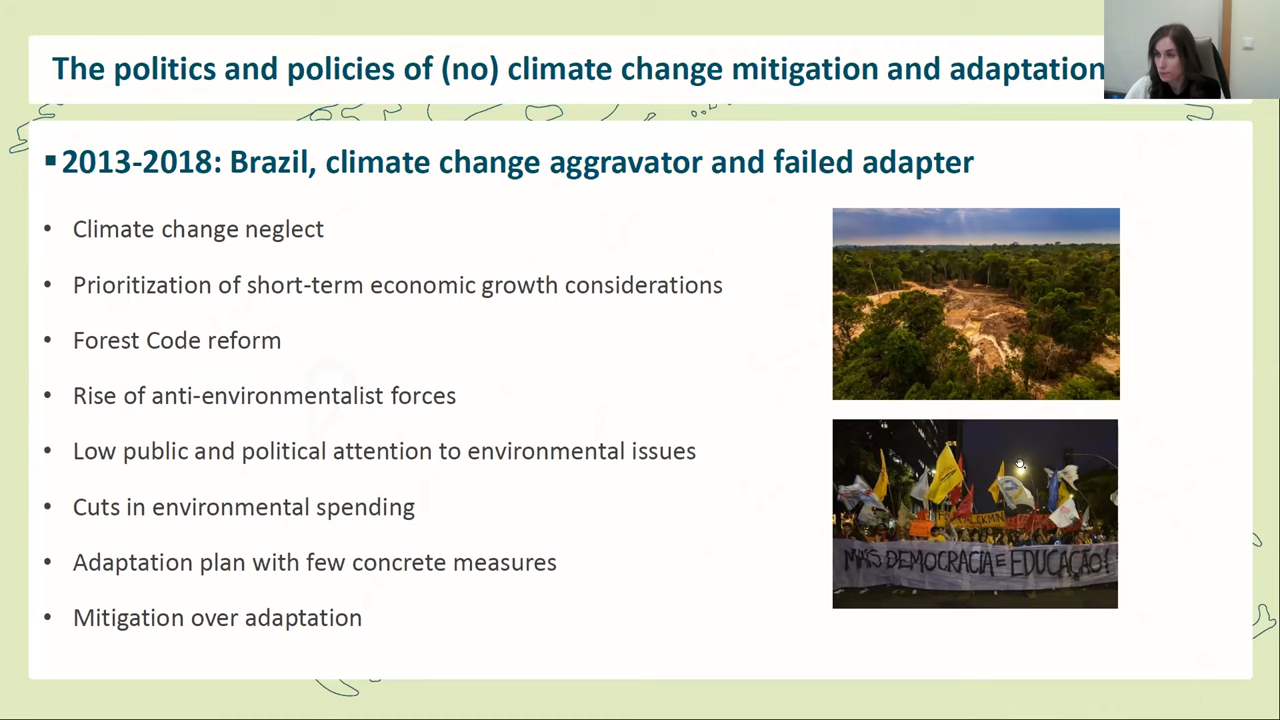 The politics and policies of (no) climate change mitigation and adaptation
▪2013-2018: Brazil, climate change aggravator and failed adapter
• Climate change neglect
• Prioritization of short-term economic growth considerations
• Forest Code reform
• Rise of anti-environmentalist forces
• Low public and political attention to environmental issues
• Cuts in environmental spending
• Adaptation plan with few concrete measures
• Mitigation over adaptation
MAIS DEMOCRACIA E EDUCAÇÃO!